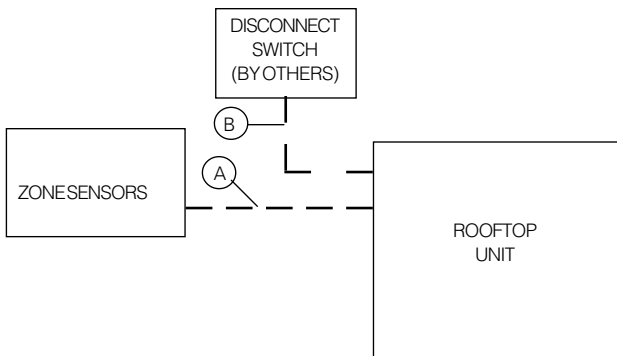 DISCONNECT
SWITCH
(BY OTHERS)
B
A
ZONE SENSORS
ROOFTOP
UNIT